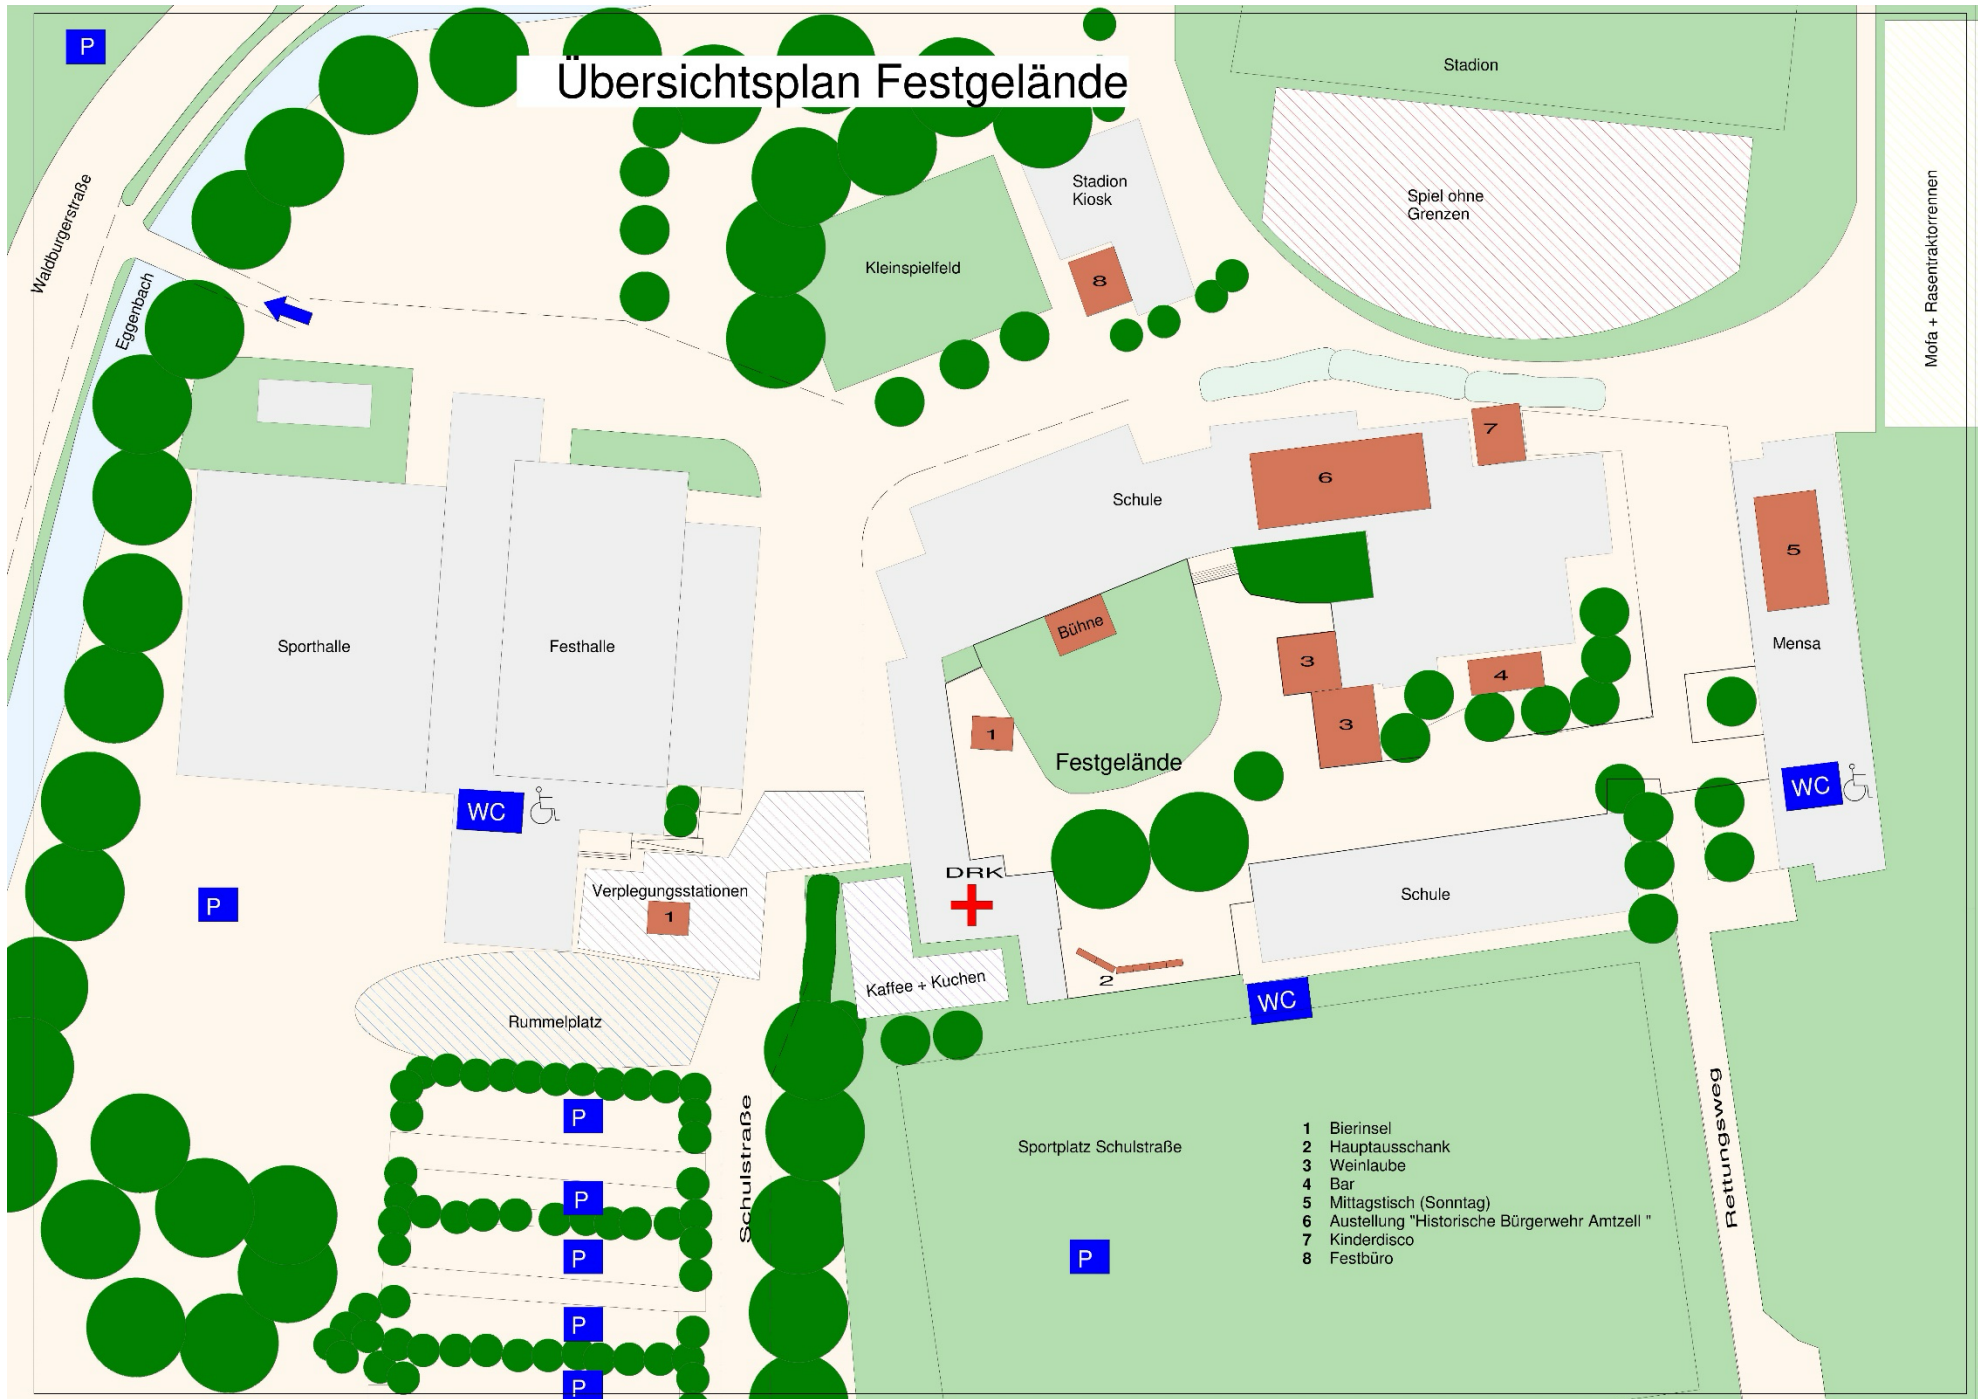 P
Übersichtsplan Festgelände
Stadion
Waldburgerstraße
Stadion
Kiosk
Spiel ohne
Grenzen
Mofa + Rasentraktorrennen
Kleinspielfeld
8
Eggenbach
7
6
Schule
5
Sporthalle
Festhalle
Bühne
3
4
Mensa
1
3
Festgelände
WC
WC
DRK
Verplegungsstationen
1
P
Schule
Kaffee + Kuchen
2
WC
Rummelplatz
P
Schulstraße
Rettungsweg
Sportplatz Schulstraße
1 Bierinsel
2 Hauptausschank
3 Weinlaube
4 Bar
5 Mittagstisch (Sonntag)
6 Austellung "Historische Bürgerwehr Amtzell "
7 Kinderdisco
8 Festbüro
P
P
P
P
P